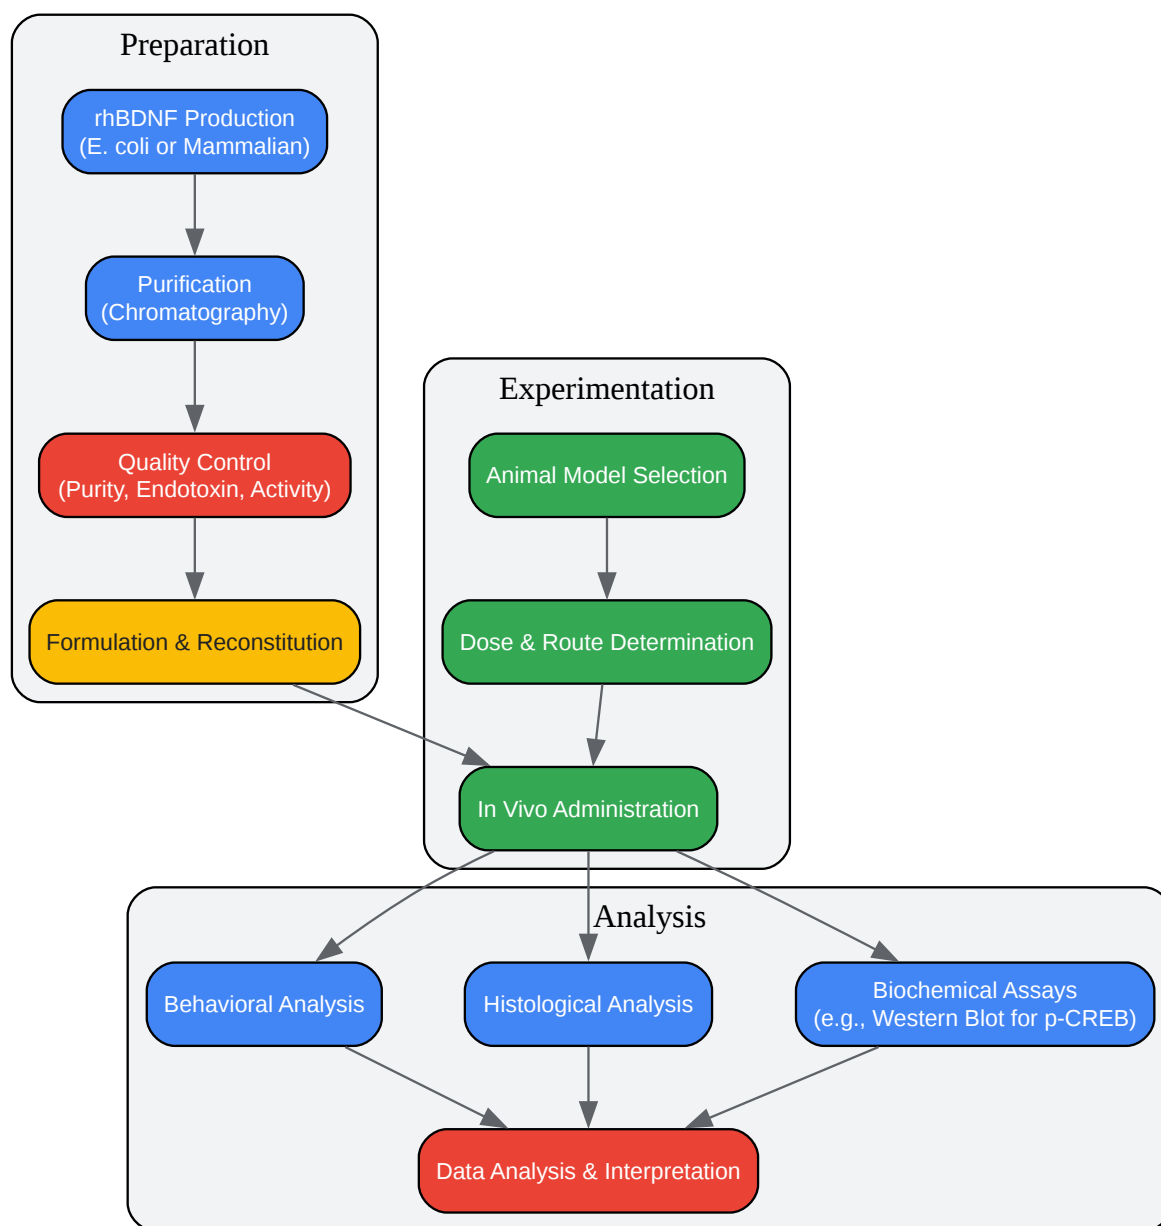 Preparation
rhBDNF Production
(E. coli or Mammalian)
Purification
(Chromatography)
Quality Control
(Purity, Endotoxin, Activity)
Formulation & Reconstitution
Experimentation
Animal Model Selection
Dose & Route Determination
In Vivo Administration
Analysis
Behavioral Analysis
Histological Analysis
Biochemical Assays
(e.g., Western Blot for p-CREB)
Data Analysis & Interpretation